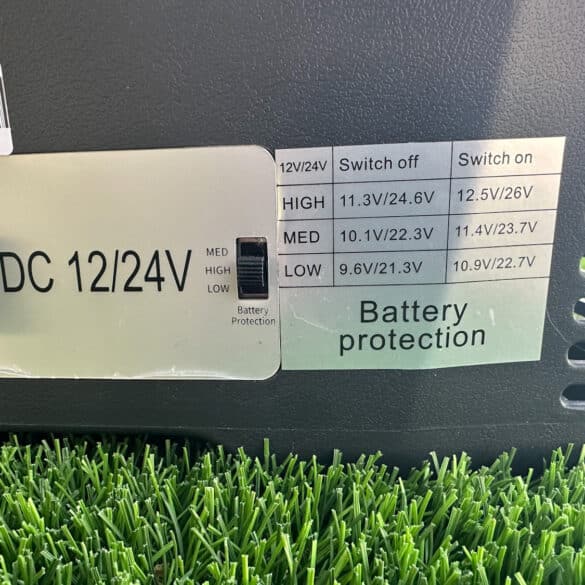 DC 12/24V
MED
HIGH
LOW
Battery
Protection
12V/24V Switch off Switch on
HIGH 11.3V/24.6V 12.5V/26V
MED 10.1V/22.3V 11.4V/23.7V
LOW 9.6V/21.3V 10.9V/22.7V
Battery
protection